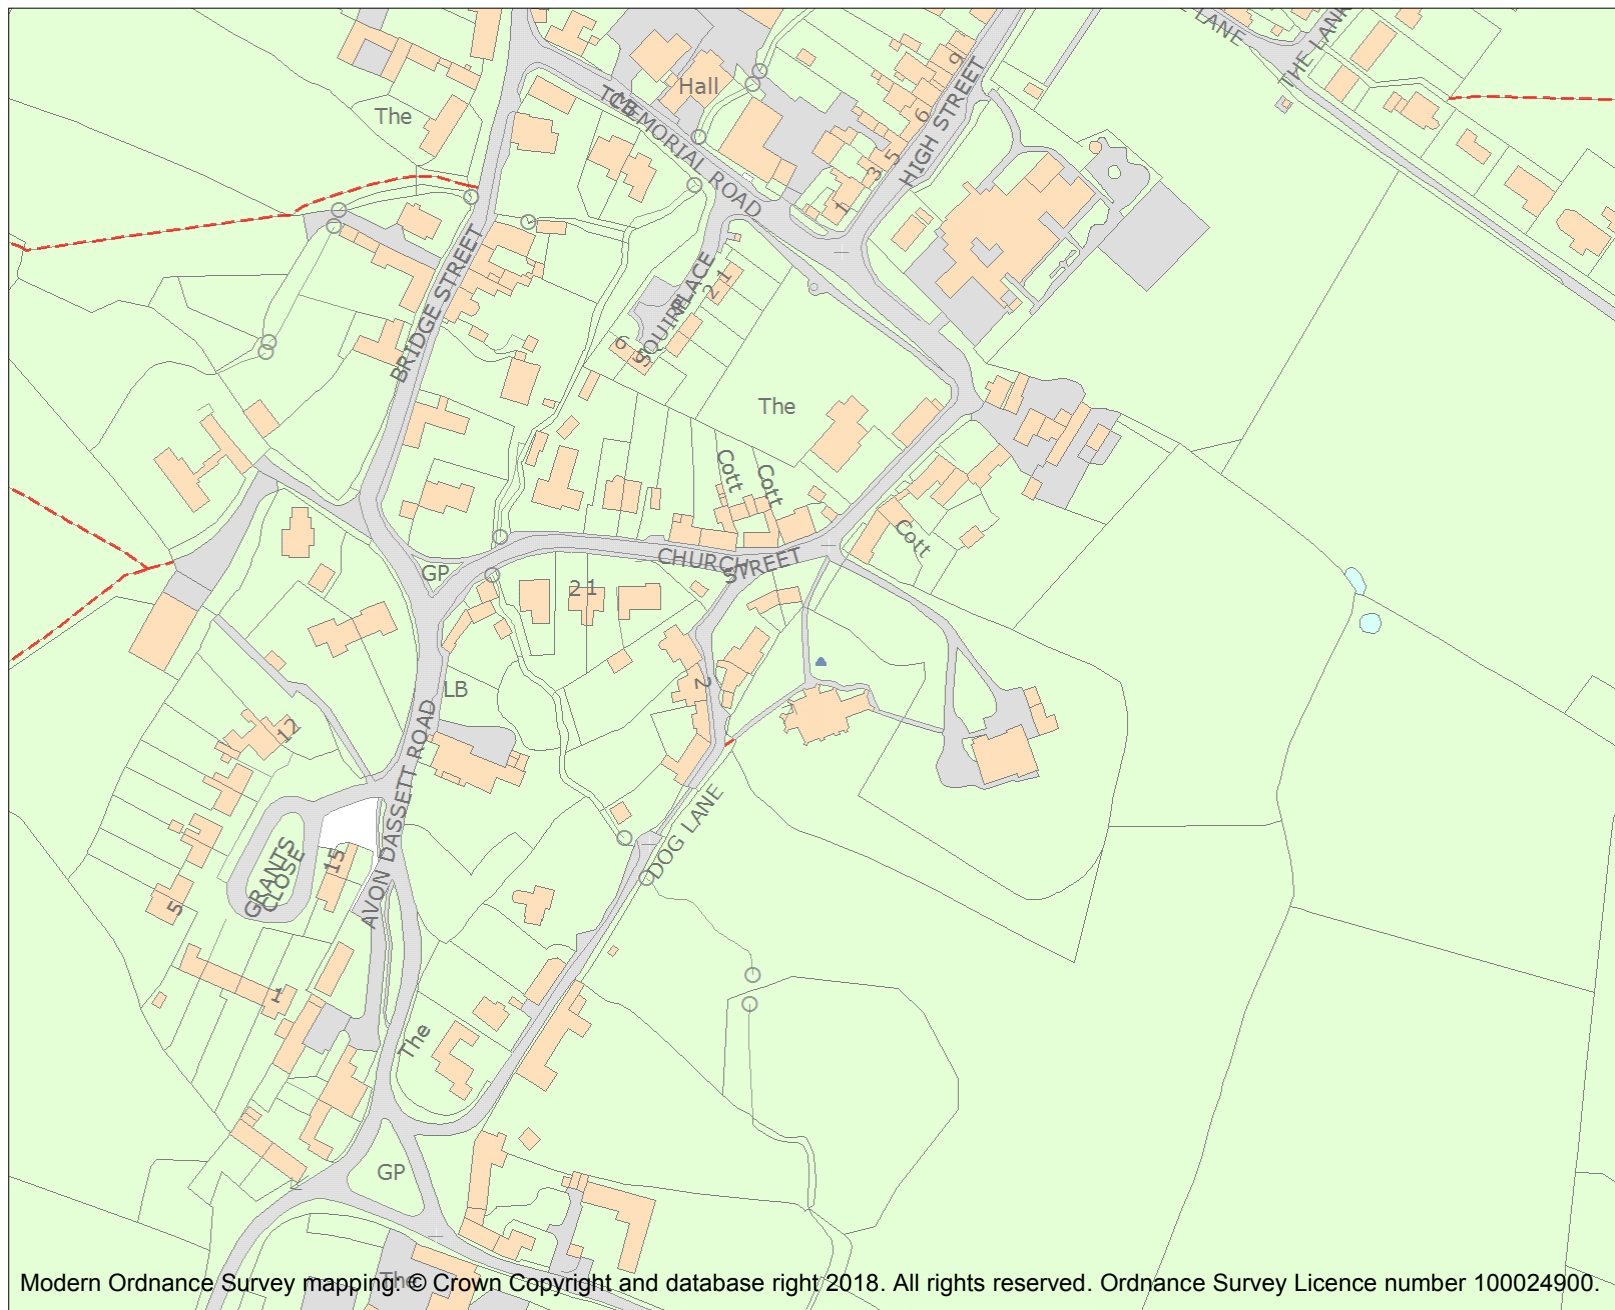 E LANE
THE LANE
Hall
TCB
LB
MEMORIAL ROAD
The
9
6
5
3
1
HIGH STREET
BRIDGE STREET
SQUIRE PLACE
2 1
6
5
The
Cott
Cott
Cott
CHURCH
STREET
GP
2 1
2
LB
12
AVON DASSETT ROAD
DOG LANE
GRANTS
CLOSE
15
5
1
The
GP
The
Modern Ordnance Survey mapping: © Crown Copyright and database right 2018. All rights reserved. Ordnance Survey Licence number 100024900.